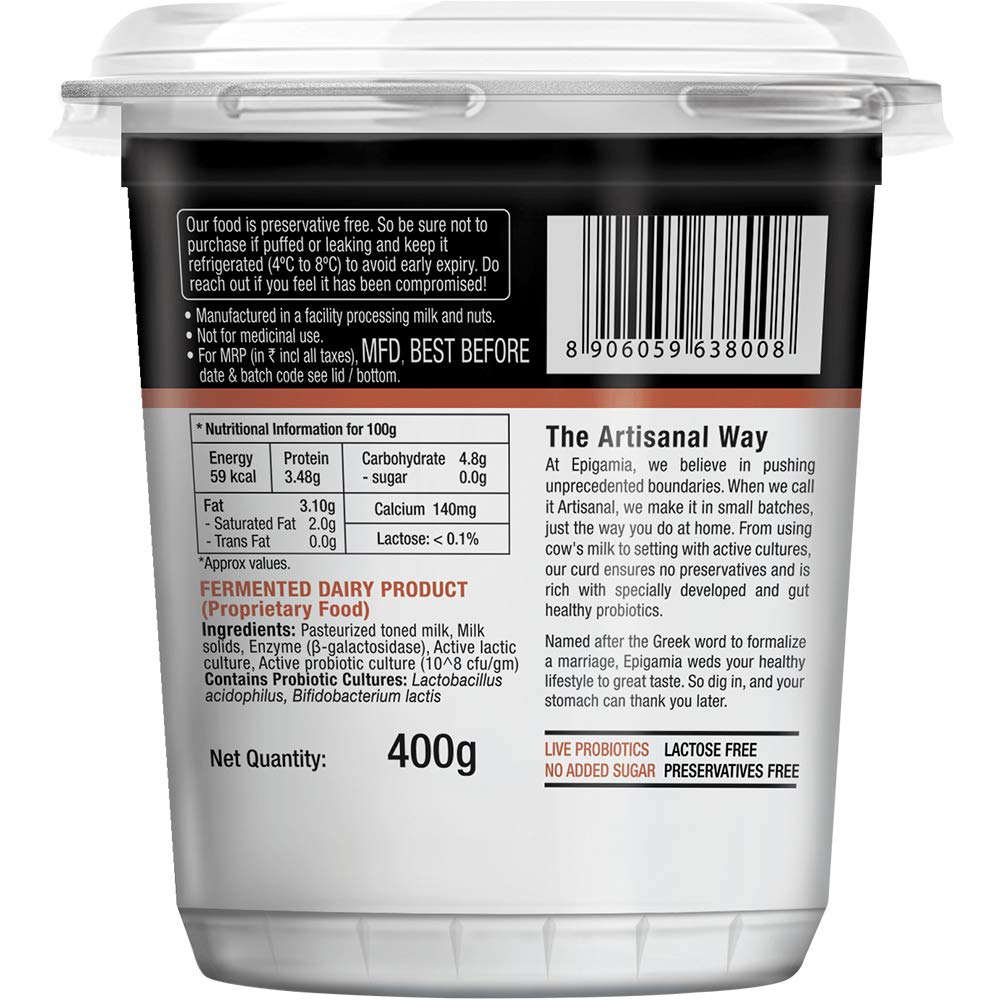 Our food is preservative free. So be sure not to
purchase if puffed or leaking and keep it
refrigerated (4ºC to 8ºC) to avoid early expiry. Do
reach out if you feel it has been compromised!
• Manufactured in a facility processing milk and nuts.
• Not for medicinal use.
• For MRP (in ₹ incl all taxes), MFD, BEST BEFORE
date & batch code see lid / bottom.
8 906059 638008
* Nutritional Information for 100g
Energy
59 kcal
Protein
3.48g
Carbohydrate 4.8g
- sugar 0.0g
Fat 3.10g
- Saturated Fat 2.0g
- Trans Fat 0.0g
Calcium 140mg
Lactose: < 0.1%
*Approx values.
FERMENTED DAIRY PRODUCT
(Proprietary Food)
Ingredients: Pasteurized toned milk, Milk
solids, Enzyme (β-galactosidase), Active lactic
culture, Active probiotic culture (10^8 cfu/gm)
Contains Probiotic Cultures: Lactobacillus
acidophilus, Bifidobacterium lactis
Net Quantity: 400g
The Artisanal Way
At Epigamia, we believe in pushing
unprecedented boundaries. When we call
it Artisanal, we make it in small batches,
just the way you do at home. From using
cow's milk to setting with active cultures,
our curd ensures no preservatives and is
rich with specially developed and gut
healthy probiotics.
Named after the Greek word to formalize
a marriage, Epigamia weds your healthy
lifestyle to great taste. So dig in, and your
stomach can thank you later.
LIVE PROBIOTICS LACTOSE FREE
NO ADDED SUGAR PRESERVATIVES FREE